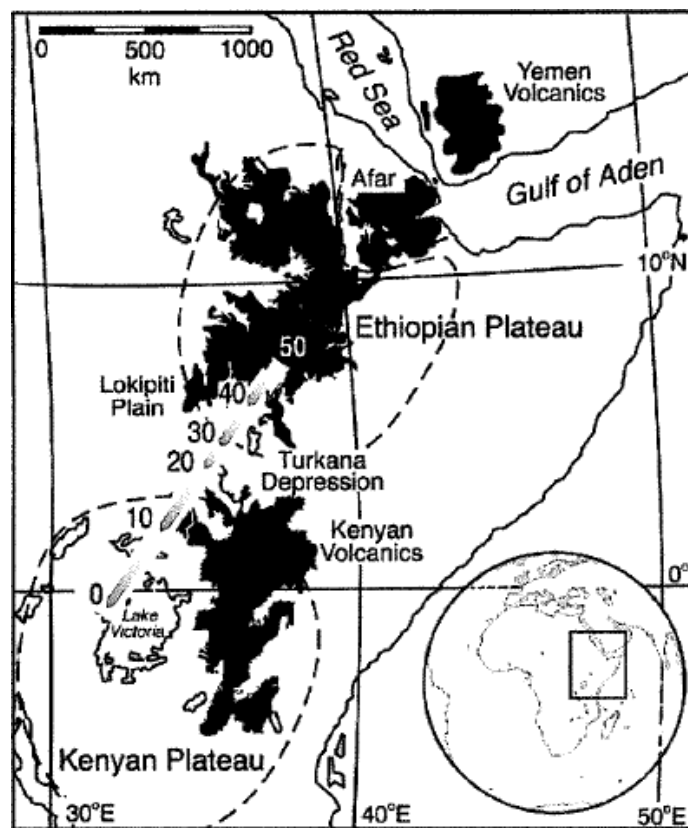 0 500 1000
km
Red Sea
Yemen
Volcanics
Afar
Gulf of Aden
10°N
50
Ethiopian Plateau
Lokipiti
Plain
40
30
20
Turkana
Depression
10
Kenyan
Volcanics
0
0°
Lake
Victoria
Kenyan Plateau
30°E
40°E
50°E